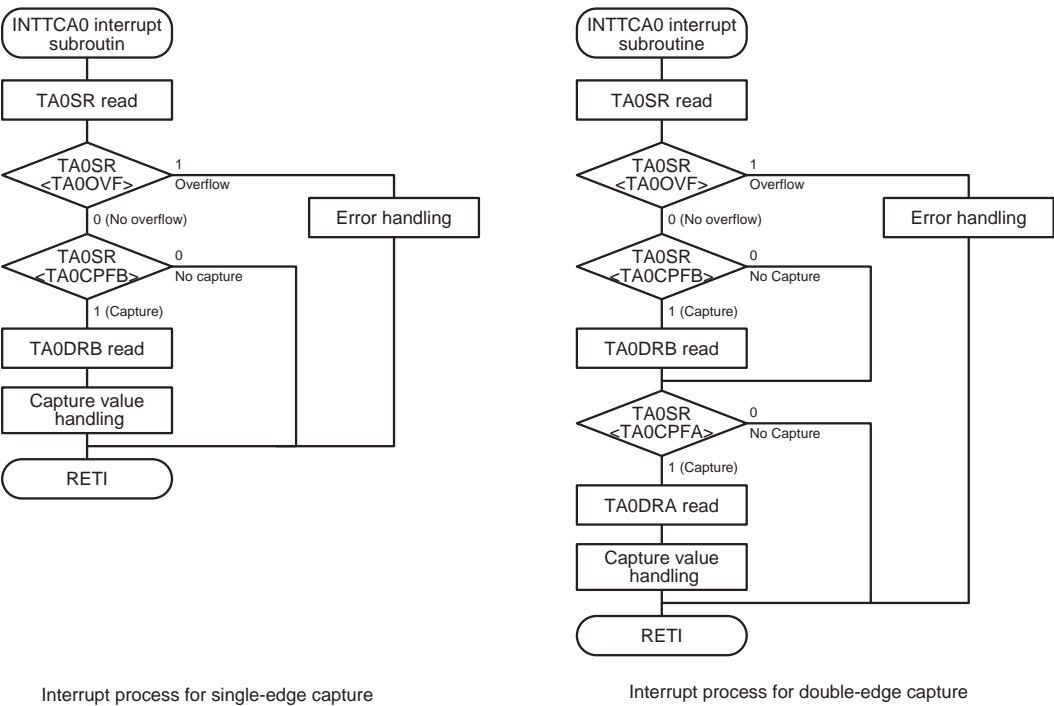 INTTCA0 interrupt
subroutin
TA0SR read
TA0SR
<TA0OVF>
1
Overflow
0 (No overflow)
Error handling
TA0SR
<TA0CPFB>
0
No capture
1 (Capture)
TA0DRB read
Capture value
handling
RETI
Interrupt process for single-edge capture
INTTCA0 interrupt
subroutine
TA0SR read
TA0SR
<TA0OVF>
1
Overflow
0 (No overflow)
Error handling
TA0SR
<TA0CPFB>
0
No Capture
1 (Capture)
TA0DRB read
TA0SR
<TA0CPFA>
0
No Capture
1 (Capture)
TA0DRA read
Capture value
handling
RETI
Interrupt process for double-edge capture